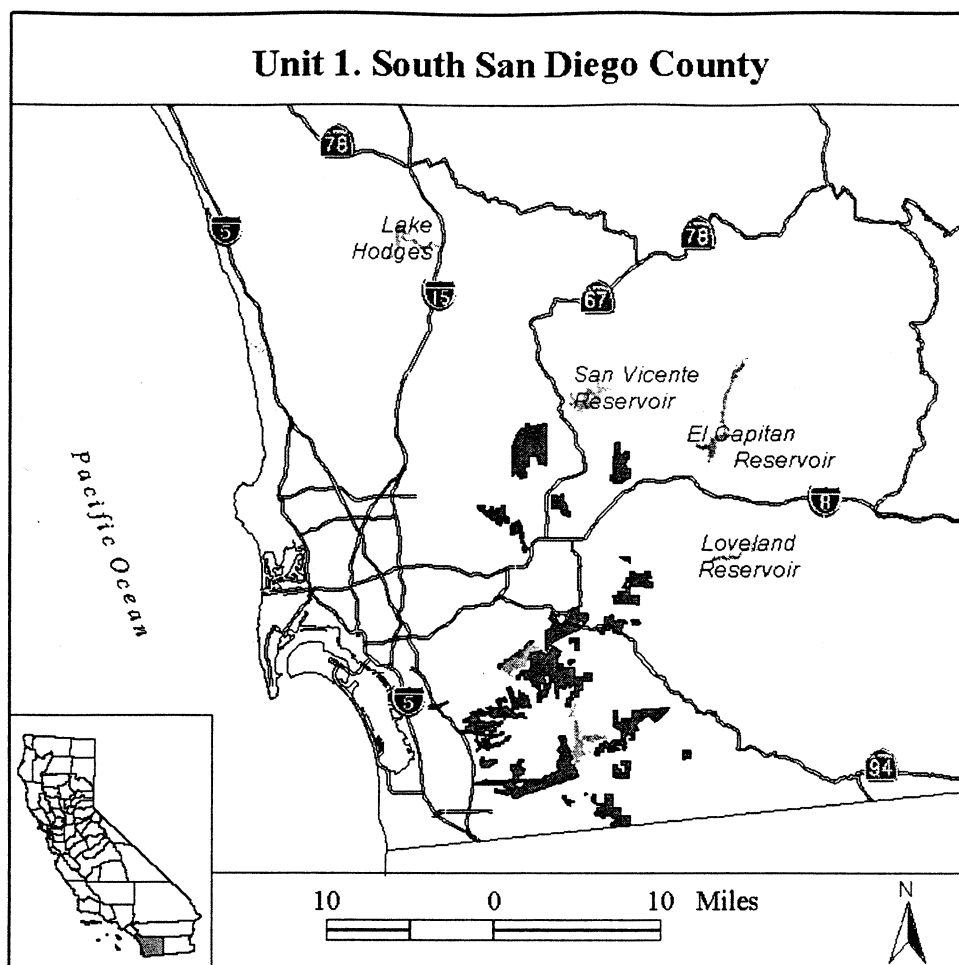 Unit 1. South San Diego County
78
5
Lake
Hodges
78
15
67
San Vicente
Reservoir
El Capitan
Reservoir
8
Pacific Ocean
Loveland
Reservoir
5
94
10 0 10 Miles
N